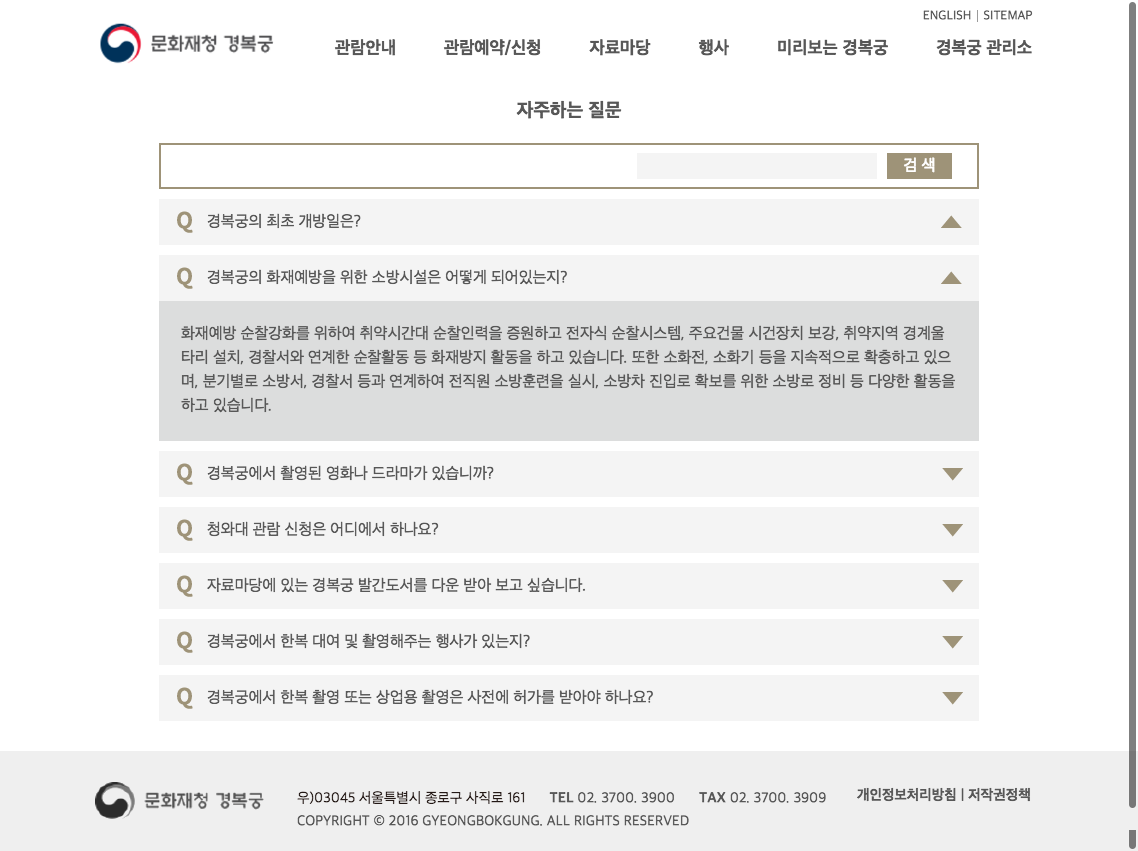 ENGLISH | SITEMAP
문화재청 경복궁
관람안내 관람예약/신청 자료마당 행사 미리보는 경복궁 경복궁 관리소
자주하는 질문
검 색
Q 경복궁의 최초 개방일은?
Q 경복궁의 화재예방을 위한 소방시설은 어떻게 되어있는지?
화재예방 순찰강화를 위하여 취약시간대 순찰인력을 증원하고 전자식 순찰시스템, 주요건물 시건장치 보강, 취약지역 경계울
타리 설치, 경찰서와 연계한 순찰활동 등 화재방지 활동을 하고 있습니다. 또한 소화전, 소화기 등을 지속적으로 확충하고 있으
며, 분기별로 소방서, 경찰서 등과 연계하여 전직원 소방훈련을 실시, 소방차 진입로 확보를 위한 소방로 정비 등 다양한 활동을
하고 있습니다.
Q 경복궁에서 촬영된 영화나 드라마가 있습니까?
Q 청와대 관람 신청은 어디에서 하나요?
Q 자료마당에 있는 경복궁 발간도서를 다운 받아 보고 싶습니다.
Q 경복궁에서 한복 대여 및 촬영해주는 행사가 있는지?
Q 경복궁에서 한복 촬영 또는 상업용 촬영은 사전에 허가를 받아야 하나요?
문화재청 경복궁
우)03045 서울특별시 종로구 사직로 161 TEL 02. 3700. 3900 TAX 02. 3700. 3909 개인정보처리방침 | 저작권정책
COPYRIGHT © 2016 GYEONGBOKGUNG. ALL RIGHTS RESERVED